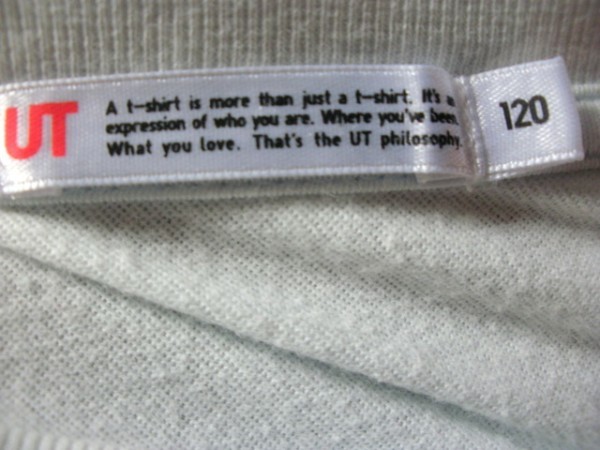 UT
A t-shirt is more than just a t-shirt. It's a
expression of who you are. Where you've been.
What you love. That's the UT philosophy.
120